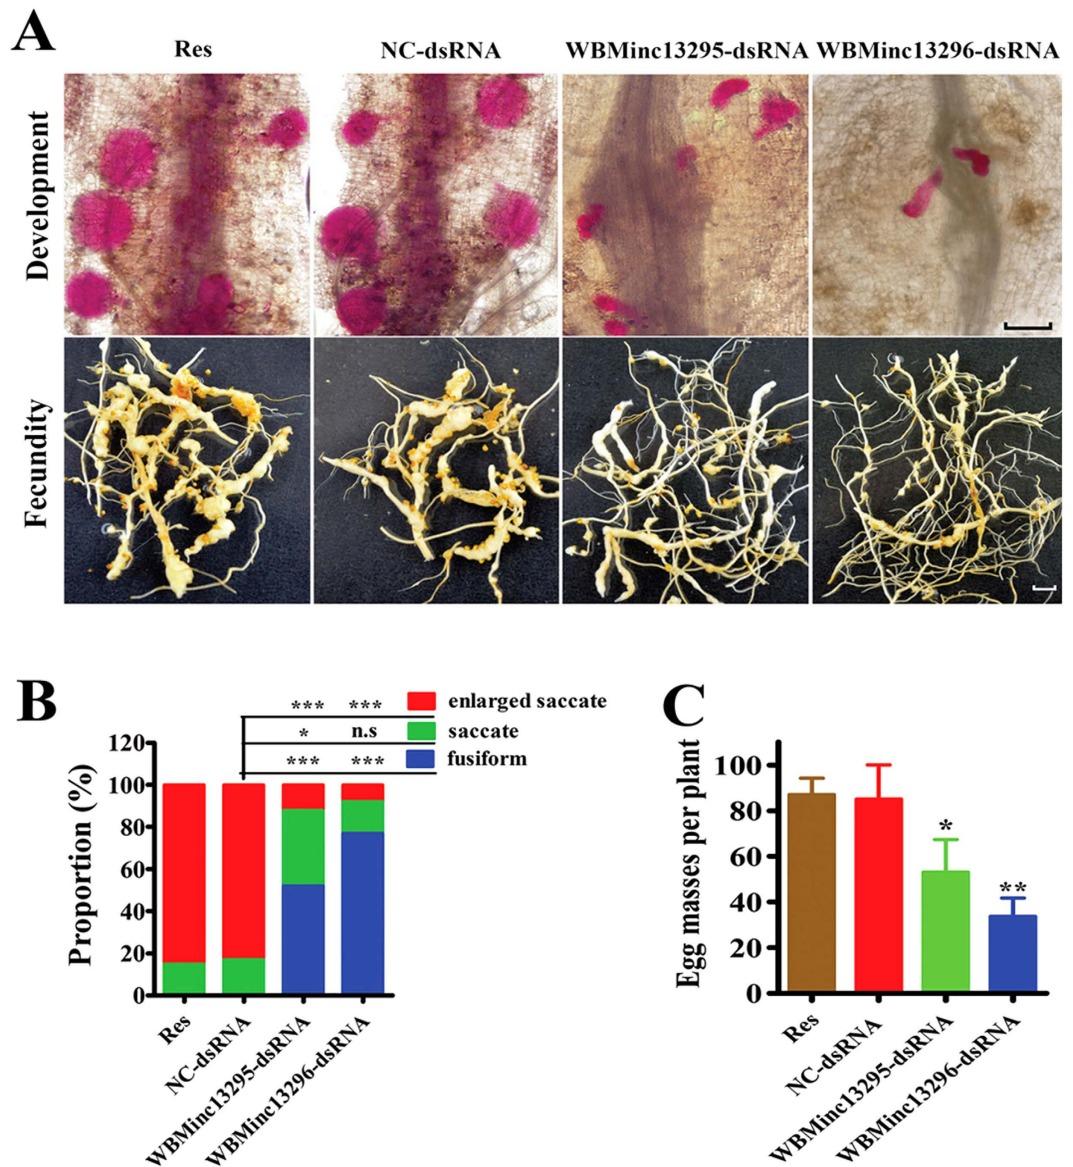 A
Res NC-dsRNA WBMinc13295-dsRNA WBMinc13296-dsRNA
Development
Fecundity
B
*** *** enlarged saccate
* n.s saccate
*** *** fusiform
Proportion (%)
120
100
80
60
40
20
0
Res
NC-dsRNA
WBMinc13295-dsRNA
WBMinc13296-dsRNA
C
Egg masses per plant
100
80
60
40
20
0
*
**
Res
NC-dsRNA
WBMinc13295-dsRNA
WBMinc13296-dsRNA